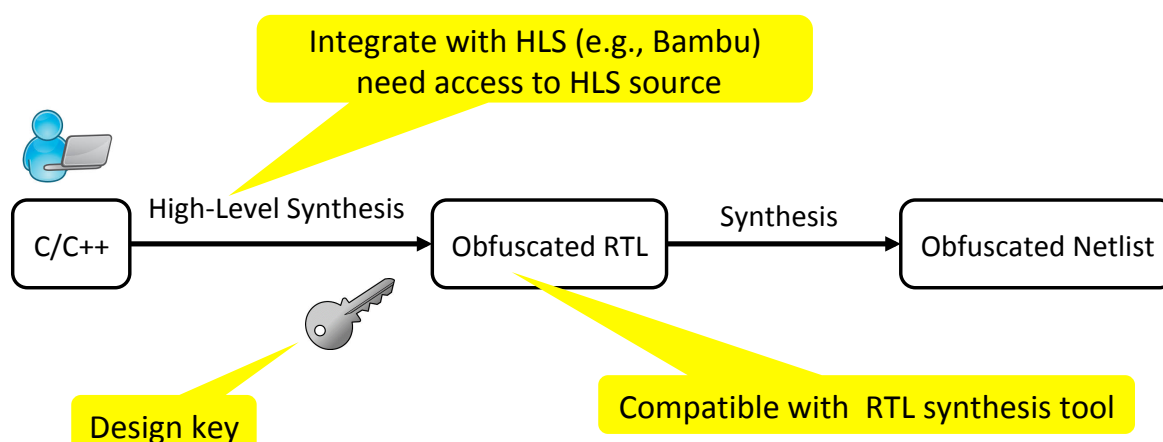 Integrate with HLS (e.g., Bambu)
need access to HLS source
High-Level Synthesis
Synthesis
C/C++
Obfuscated RTL
Obfuscated Netlist
Design key
Compatible with  RTL synthesis tool